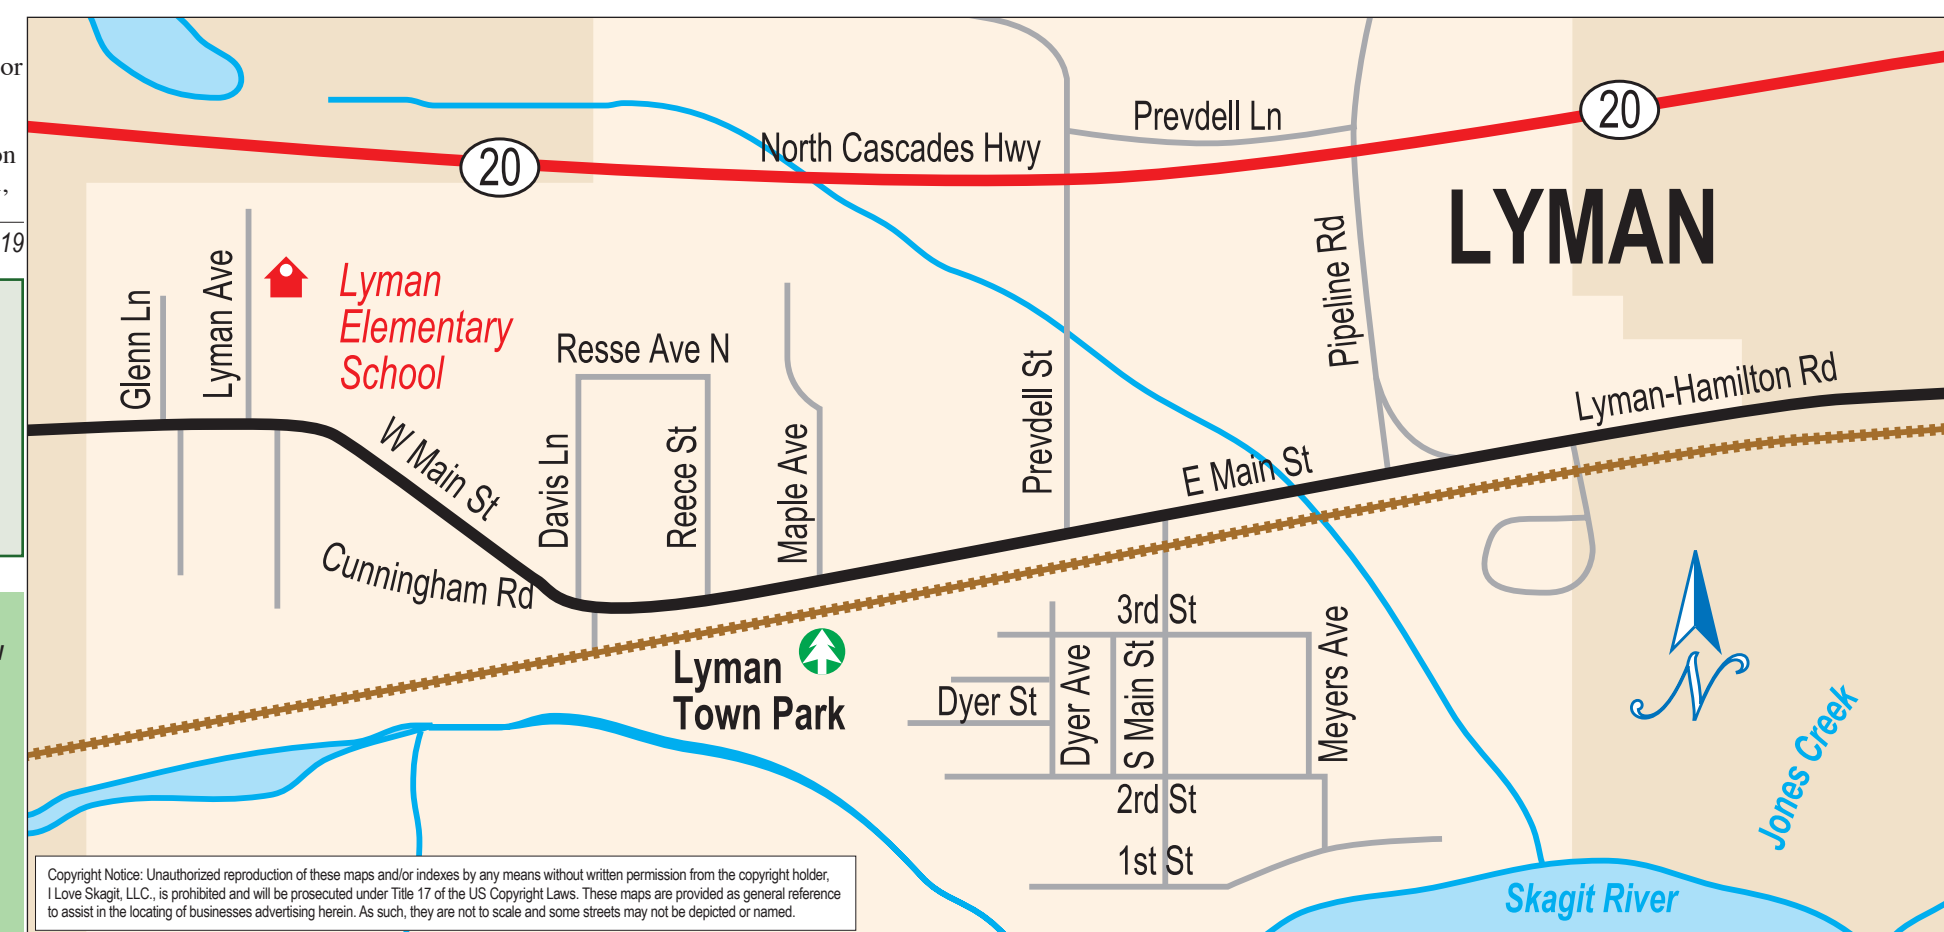 or
on
,
19
20
North Cascades Hwy
Prevdell Ln
20
LYMAN
Glenn Ln
Lyman Ave
Lyman
Elementary
School
Resse Ave N
Pipeline Rd
Prevdell St
Lyman-Hamilton Rd
W Main St
Davis Ln
Reece St
Maple Ave
E Main St
Cunningham Rd
3rd St
Lyman
Town Park
Dyer St
Dyer Ave
S Main St
Meyers Ave
N
2rd St
1st St
Jones Creek
Skagit River
Copyright Notice: Unauthorized reproduction of these maps and/or indexes by any means without written permission from the copyright holder,
I Love Skagit, LLC., is prohibited and will be prosecuted under Title 17 of the US Copyright Laws. These maps are provided as general reference
to assist in the locating of businesses advertising herein. As such, they are not to scale and some streets may not be depicted or named.